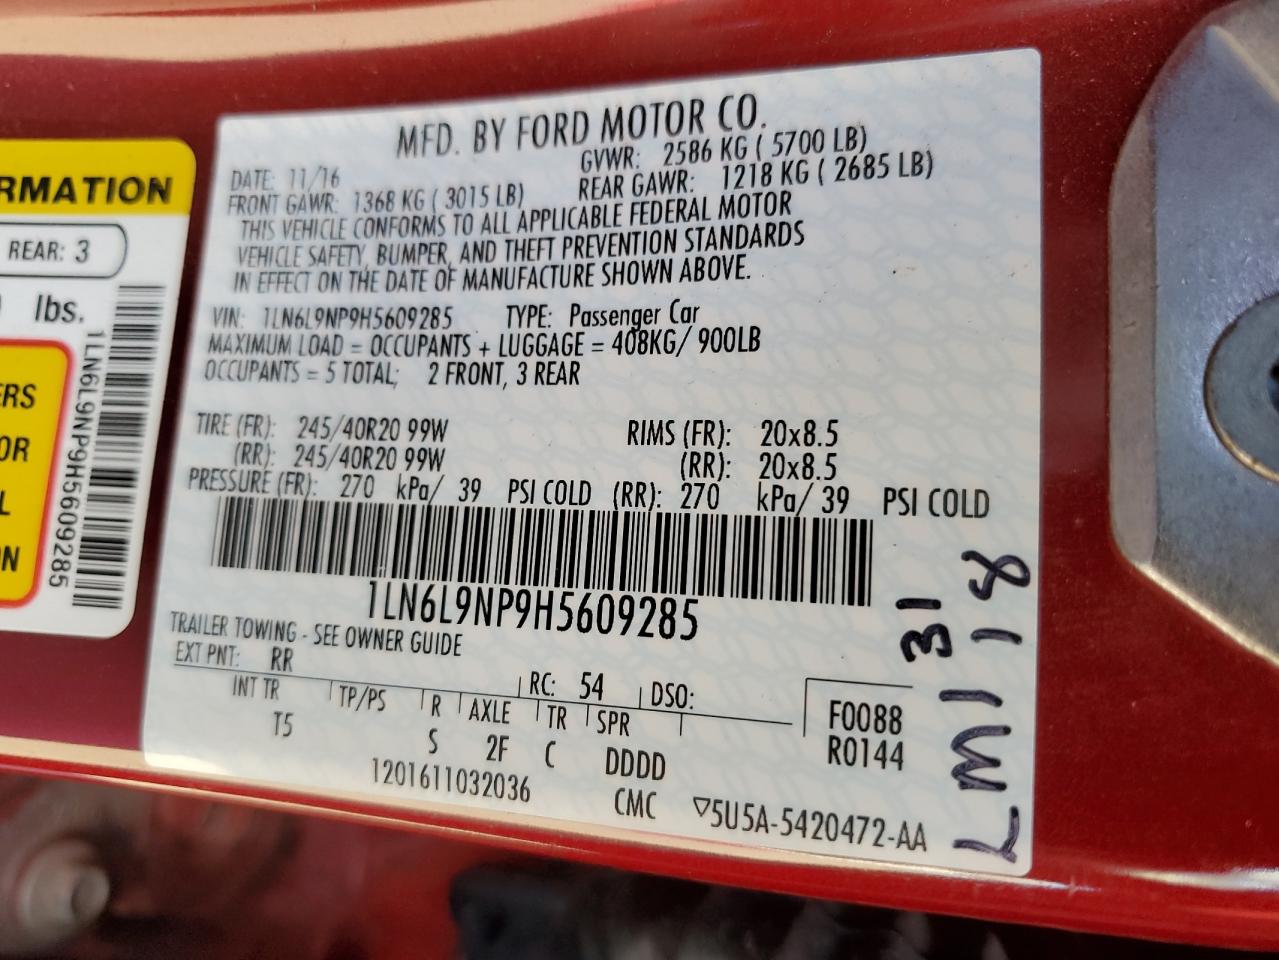 RMATION
REAR: 3
lbs.
ERS
OR
L
ON
1LN6L9NP9H5609285
MFD. BY FORD MOTOR CO.
DATE: 11/16 GVWR: 2586 KG ( 5700 LB)
FRONT GAWR: 1368 KG ( 3015 LB) REAR GAWR: 1218 KG ( 2685 LB)
THIS VEHICLE CONFORMS TO ALL APPLICABLE FEDERAL MOTOR
VEHICLE SAFETY, BUMPER, AND THEFT PREVENTION STANDARDS
IN EFFECT ON THE DATE OF MANUFACTURE SHOWN ABOVE.
VIN: 1LN6L9NP9H5609285 TYPE: Passenger Car
MAXIMUM LOAD = OCCUPANTS + LUGGAGE = 408KG/ 900LB
OCCUPANTS = 5 TOTAL; 2 FRONT, 3 REAR
TIRE (FR): 245/40R20 99W RIMS (FR): 20x8.5
(RR): 245/40R20 99W (RR): 20x8.5
PRESSURE (FR): 270 kPa/ 39 PSI COLD (RR): 270 kPa/ 39 PSI COLD
1LN6L9NP9H5609285
TRAILER TOWING - SEE OWNER GUIDE
EXT PNT: RR RC: 54 DSO:
INT TR TP/PS R AXLE TR SPR F0088
T5 S 2F C DDDD R0144
1201611032036 CMC ▽5U5A-5420472-AA
31
LM1 18